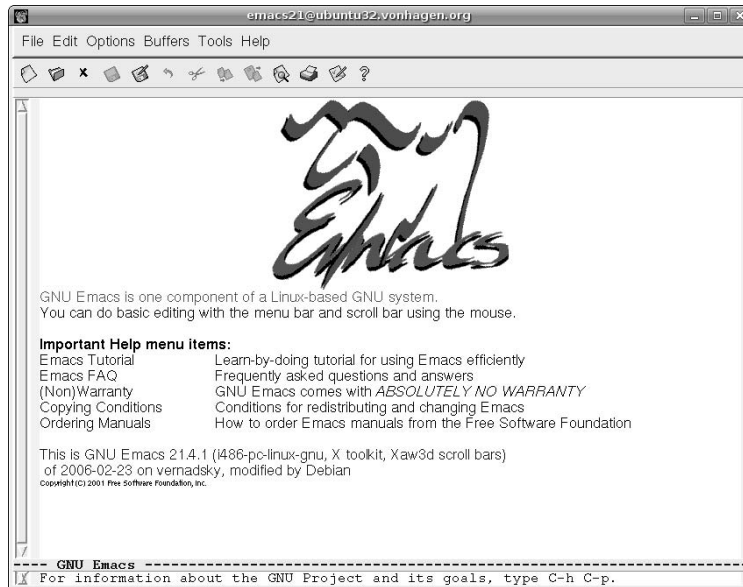 emacs21@ubuntu32.vonhagen.org
File Edit Options Buffers Tools Help
Emacs
GNU Emacs is one component of a Linux-based GNU system.
You can do basic editing with the menu bar and scroll bar using the mouse.
Important Help menu items:
Emacs Tutorial Learn-by-doing tutorial for using Emacs efficiently
Emacs FAQ Frequently asked questions and answers
(Non)Warranty GNU Emacs comes with ABSOLUTELY NO WARRANTY
Copying Conditions Conditions for redistributing and changing Emacs
Ordering Manuals How to order Emacs manuals from the Free Software Foundation
This is GNU Emacs 21.4.1 (i486-pc-linux-gnu, X toolkit, Xaw3d scroll bars)
of 2006-02-23 on vernadsky, modified by Debian
Copyright (C) 2001 Free Software Foundation, Inc.
---- GNU Emacs ----
For information about the GNU Project and its goals, type C-h C-p.